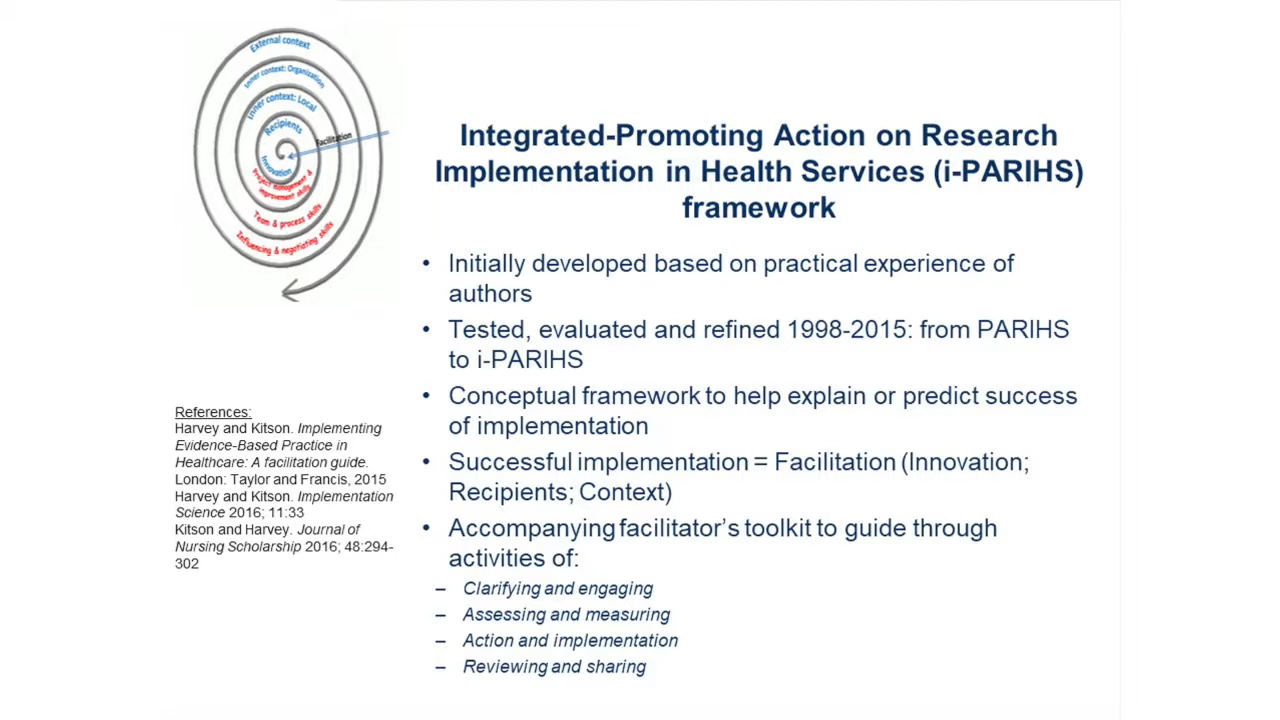 External context
Inner context: Organization
Inner context: Local
Recipients
Facilitation
Innovation
Project management &
improvement skills
Team & process skills
Influencing & negotiating skills
Integrated-Promoting Action on Research
Implementation in Health Services (i-PARIHS)
framework
• Initially developed based on practical experience of
authors
• Tested, evaluated and refined 1998-2015: from PARIHS
to i-PARIHS
• Conceptual framework to help explain or predict success
of implementation
• Successful implementation = Facilitation (Innovation;
Recipients; Context)
• Accompanying facilitator's toolkit to guide through
activities of:
– Clarifying and engaging
– Assessing and measuring
– Action and implementation
– Reviewing and sharing
References:
Harvey and Kitson. Implementing
Evidence-Based Practice in
Healthcare: A facilitation guide.
London: Taylor and Francis, 2015
Harvey and Kitson. Implementation
Science 2016; 11:33
Kitson and Harvey. Journal of
Nursing Scholarship 2016; 48:294-
302